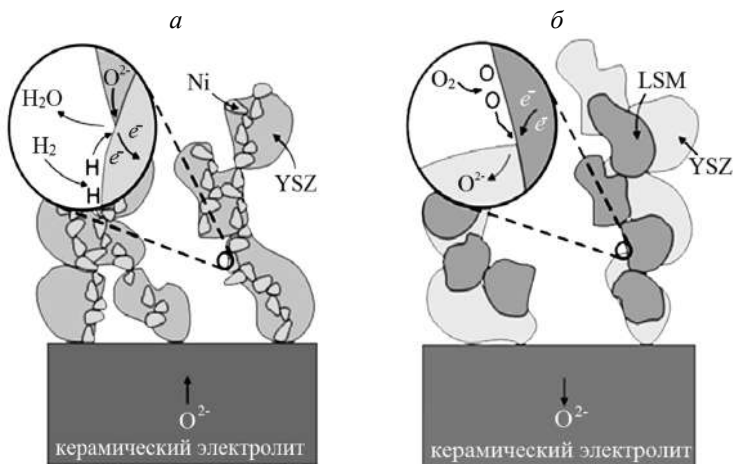 а
б
O²⁻
H₂O
Ni
H₂
e⁻
e⁻
H
H
YSZ
O₂
O
O
LSM
e⁻
e⁻
YSZ
O²⁻
O²⁻
керамический электролит
O²⁻
керамический электролит